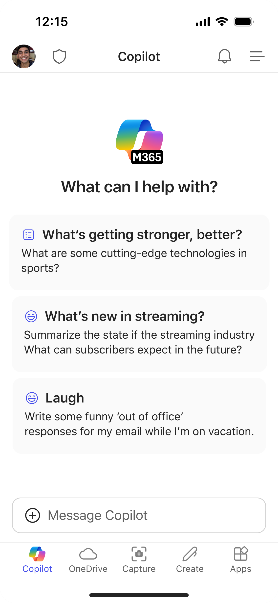 12:15
Copilot
M365
What can I help with?
What's getting stronger, better?
What are some cutting-edge technologies in
sports?
What's new in streaming?
Summarize the state if the streaming industry
What can subscribers expect in the future?
Laugh
Write some funny 'out of office'
responses for my email while I'm on vacation.
Message Copilot
Copilot
OneDrive
Capture
Create
Apps